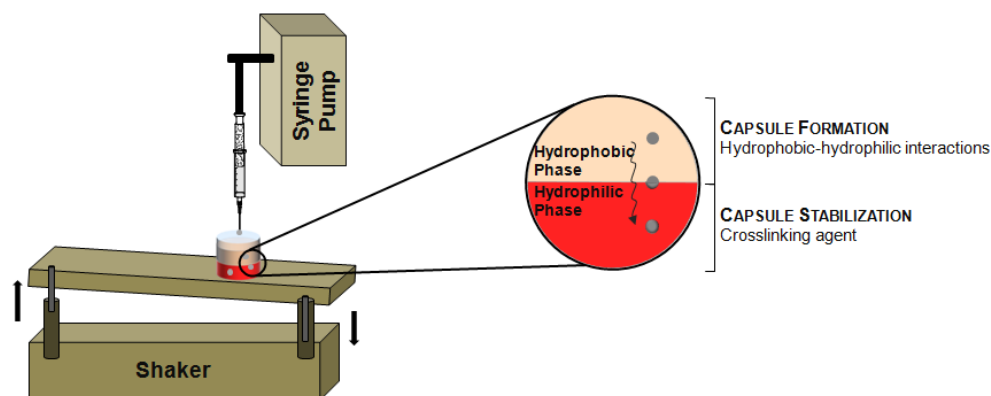 Syringe
Pump
Hydrophobic
Phase
Hydrophilic
Phase
CAPSULE FORMATION
Hydrophobic-hydrophilic interactions
CAPSULE STABILIZATION
Crosslinking agent
Shaker